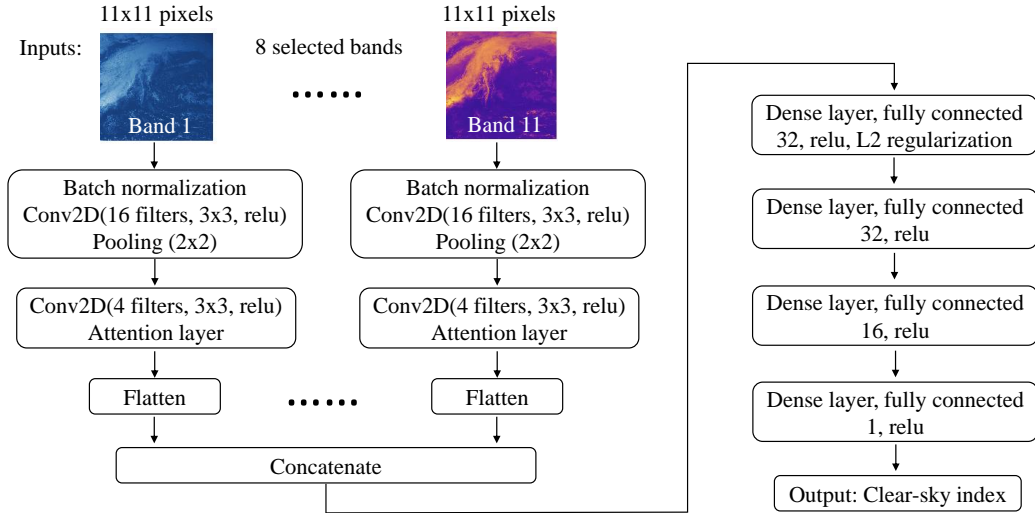 11x11 pixels
11x11 pixels
Inputs:
8 selected bands
......
Band 1
Band 11
Batch normalization
Conv2D(16 filters, 3x3, relu)
Pooling (2x2)
Batch normalization
Conv2D(16 filters, 3x3, relu)
Pooling (2x2)
Conv2D(4 filters, 3x3, relu)
Attention layer
Conv2D(4 filters, 3x3, relu)
Attention layer
Flatten
......
Flatten
Concatenate
Dense layer, fully connected
32, relu, L2 regularization
Dense layer, fully connected
32, relu
Dense layer, fully connected
16, relu
Dense layer, fully connected
1, relu
Output: Clear-sky index